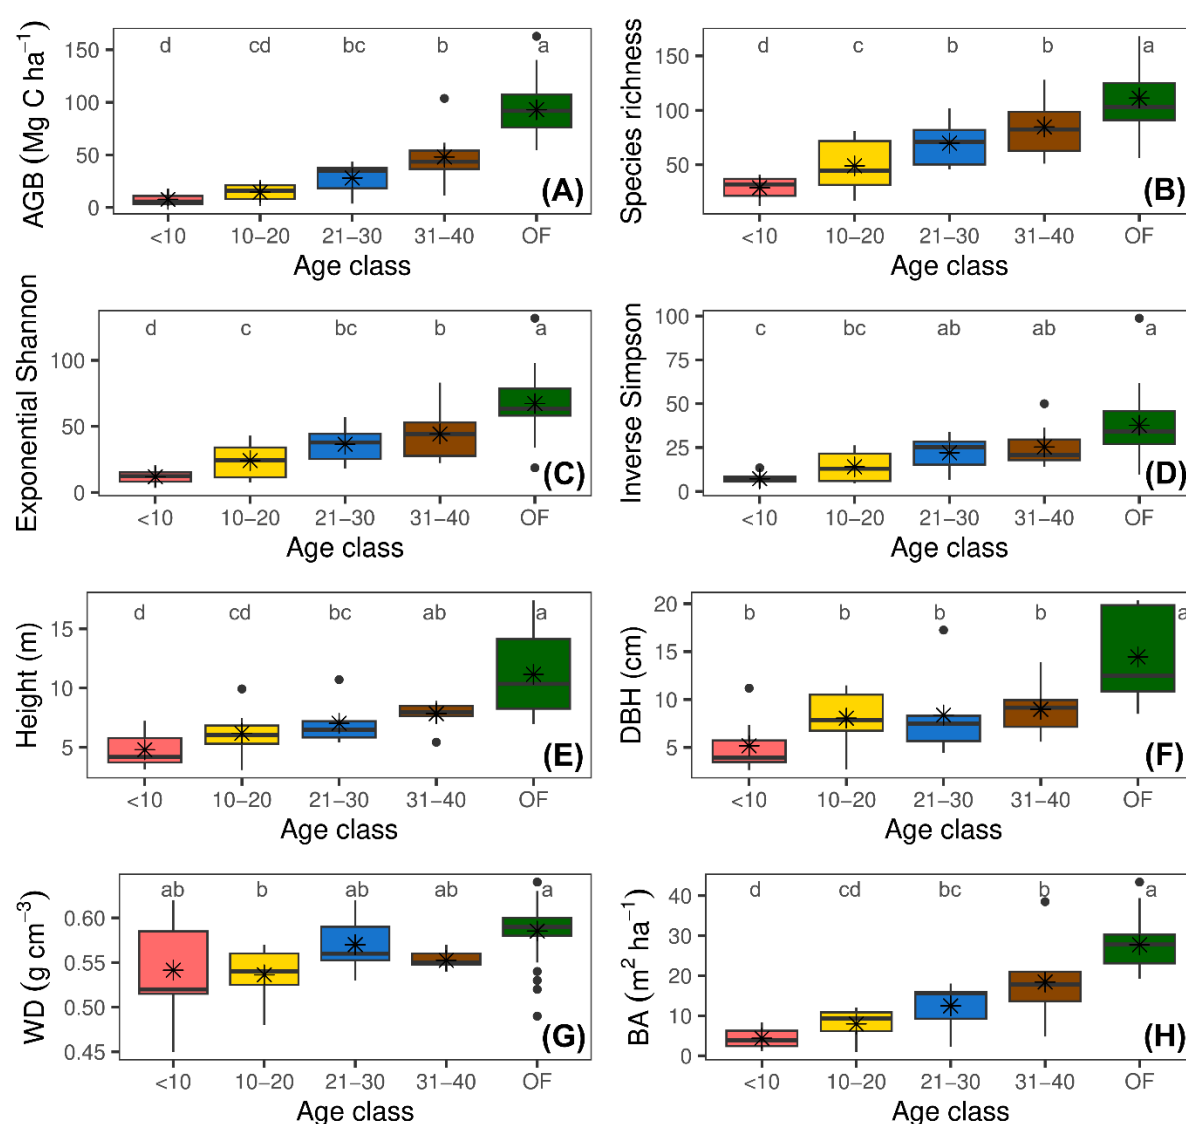 AGB (Mg C ha⁻¹)
150
100
50
0
d cd bc b a
(A)
<10 10−20 21−30 31−40 OF
Age class
Species richness
150
100
50
d c b b a
(B)
<10 10−20 21−30 31−40 OF
Age class
Exponential Shannon
100
50
0
d c bc b a
(C)
<10 10−20 21−30 31−40 OF
Age class
Inverse Simpson
100
75
50
25
0
c bc ab ab a
(D)
<10 10−20 21−30 31−40 OF
Age class
Height (m)
15
10
5
d cd bc ab a
(E)
<10 10−20 21−30 31−40 OF
Age class
DBH (cm)
20
15
10
5
b b b b a
(F)
<10 10−20 21−30 31−40 OF
Age class
WD (g cm⁻³)
0.60
0.55
0.50
0.45
ab b ab ab a
(G)
<10 10−20 21−30 31−40 OF
Age class
BA (m² ha⁻¹)
40
30
20
10
0
d cd bc b a
(H)
<10 10−20 21−30 31−40 OF
Age class